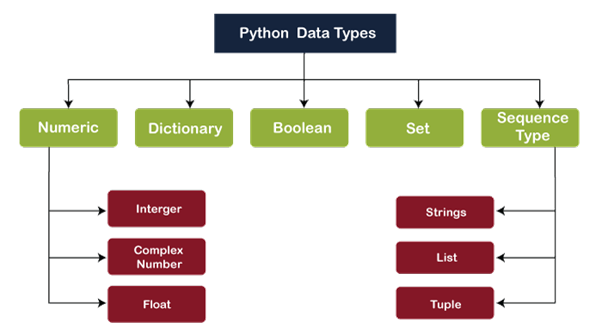 Python Data Types
Numeric
Dictionary
Boolean
Set
Sequence
Type
Interger
Complex
Number
Float
Strings
List
Tuple